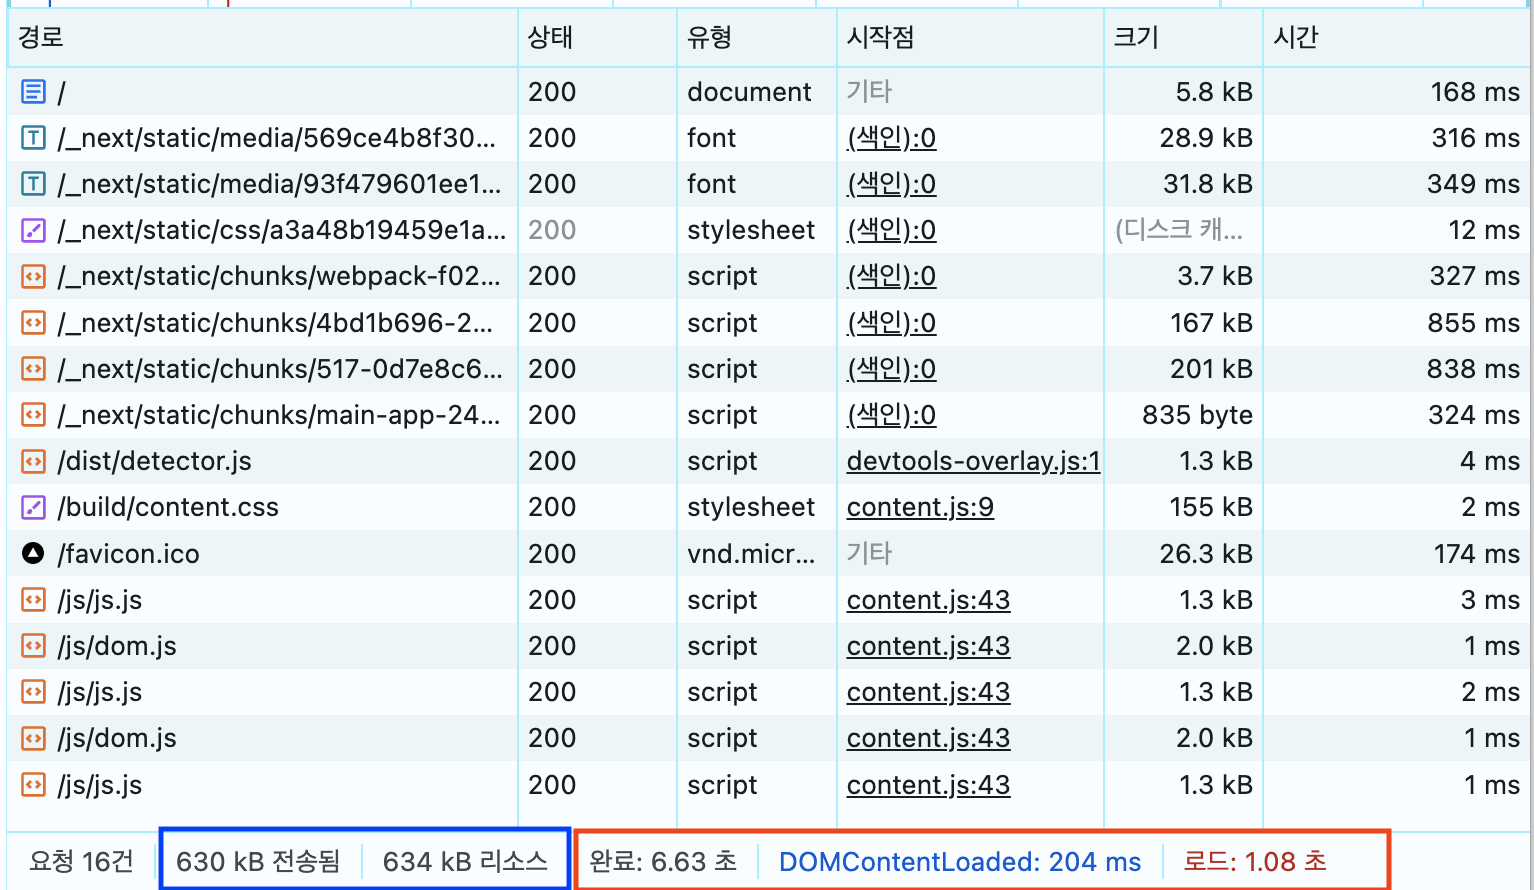 경로 상태 유형 시작점 크기 시간
/ 200 document 기타 5.8 kB 168 ms
/_next/static/media/569ce4b8f30... 200 font (색인):0 28.9 kB 316 ms
/_next/static/media/93f479601ee1... 200 font (색인):0 31.8 kB 349 ms
/_next/static/css/a3a48b19459e1a... 200 stylesheet (색인):0 (디스크 캐... 12 ms
/_next/static/chunks/webpack-f02... 200 script (색인):0 3.7 kB 327 ms
/_next/static/chunks/4bd1b696-2... 200 script (색인):0 167 kB 855 ms
/_next/static/chunks/517-0d7e8c6... 200 script (색인):0 201 kB 838 ms
/_next/static/chunks/main-app-24... 200 script (색인):0 835 byte 324 ms
/dist/detector.js 200 script devtools-overlay.js:1 1.3 kB 4 ms
/build/content.css 200 stylesheet content.js:9 155 kB 2 ms
/favicon.ico 200 vnd.micr... 기타 26.3 kB 174 ms
/js/js.js 200 script content.js:43 1.3 kB 3 ms
/js/dom.js 200 script content.js:43 2.0 kB 1 ms
/js/js.js 200 script content.js:43 1.3 kB 2 ms
/js/dom.js 200 script content.js:43 2.0 kB 1 ms
/js/js.js 200 script content.js:43 1.3 kB 1 ms
요청 16건 630 kB 전송됨 634 kB 리소스 완료: 6.63 초 DOMContentLoaded: 204 ms 로드: 1.08 초